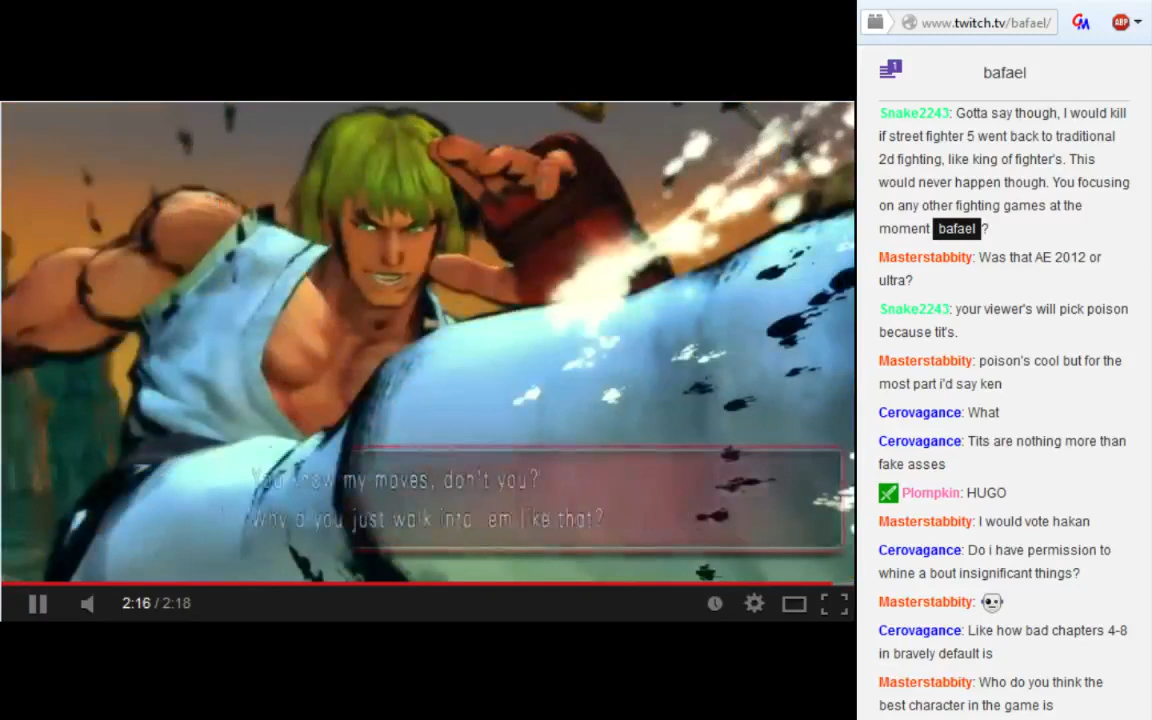 You know my moves, don't you?
Why'd you just walk into 'em like that?
2:16 / 2:18
www.twitch.tv/bafael/
GM
ABP
1
bafael
Snake2243: Gotta say though, I would kill
if street fighter 5 went back to traditional
2d fighting, like king of fighter's. This
would never happen though. You focusing
on any other fighting games at the
moment bafael ?
Masterstabbity: Was that AE 2012 or
ultra?
Snake2243: your viewer's will pick poison
because tit's.
Masterstabbity: poison's cool but for the
most part i'd say ken
Cerovagance: What
Cerovagance: Tits are nothing more than
fake asses
Plompkin: HUGO
Masterstabbity: I would vote hakan
Cerovagance: Do i have permission to
whine a bout insignificant things?
Masterstabbity:
Cerovagance: Like how bad chapters 4-8
in bravely default is
Masterstabbity: Who do you think the
best character in the game is